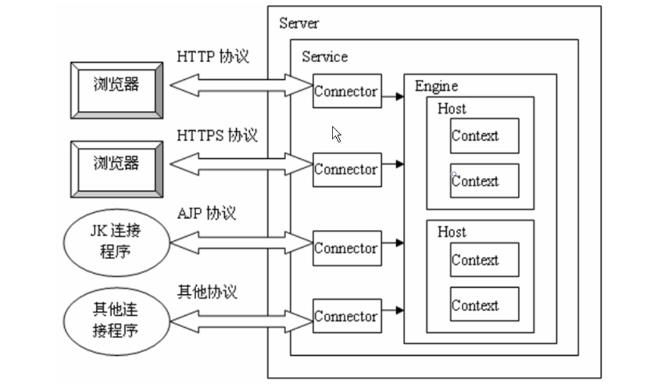 Server
HTTP 协议
Service
浏览器
Connector
Engine
Host
Context
HTTPS 协议
浏览器
Connector
Context
AJP 协议
JK 连接
程序
Connector
Host
Context
其他协议
其他连
接程序
Connector
Context